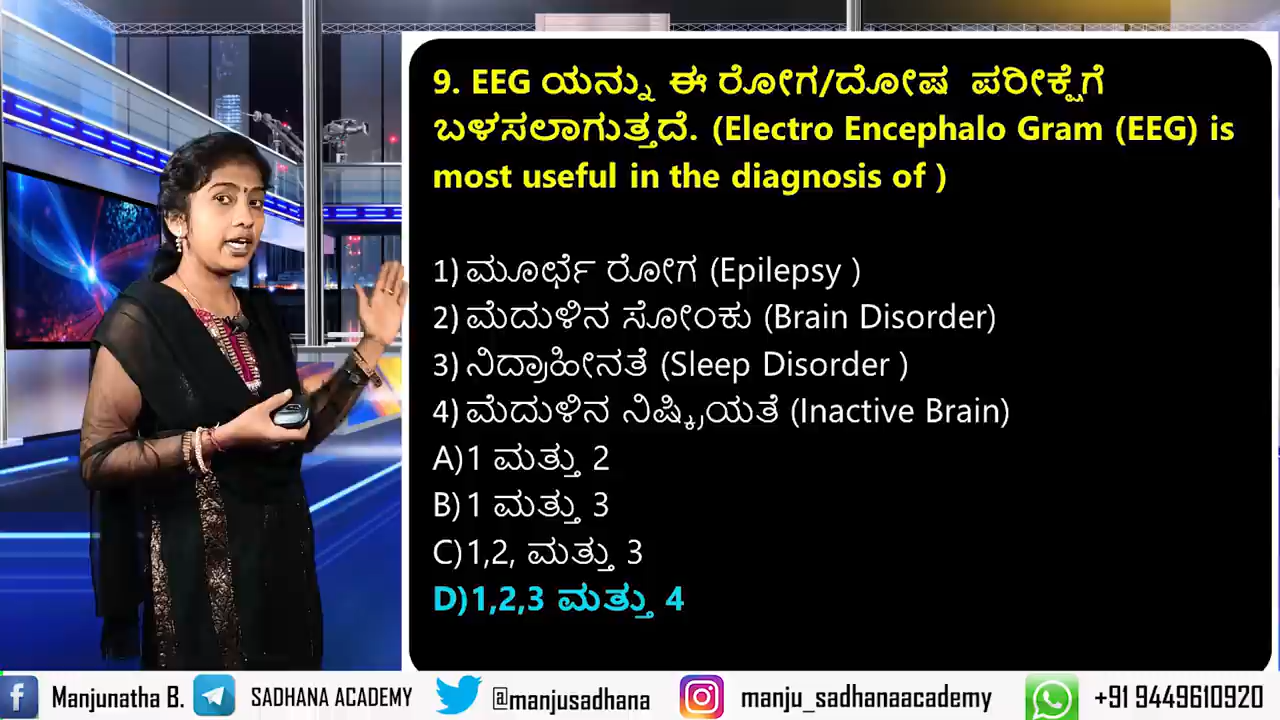 9. EEG ಯನ್ನು ಈ ರೋಗ/ದೋಷ ಪರೀಕ್ಷೆಗೆ
ಬಳಸಲಾಗುತ್ತದೆ. (Electro Encephalo Gram (EEG) is
most useful in the diagnosis of )
1) ಮೂರ್ಛೆ ರೋಗ (Epilepsy )
2) ಮೆದುಳಿನ ಸೋಂಕು (Brain Disorder)
3) ನಿದ್ರಾಹೀನತೆ (Sleep Disorder )
4) ಮೆದುಳಿನ ನಿಷ್ಕ್ರಿಯತೆ (Inactive Brain)
A) 1 ಮತ್ತು 2
B) 1 ಮತ್ತು 3
C) 1,2, ಮತ್ತು 3
D) 1,2,3 ಮತ್ತು 4
Manjunatha B. SADHANA ACADEMY @manjusadhana manju_sadhanaacademy +91 9449610920